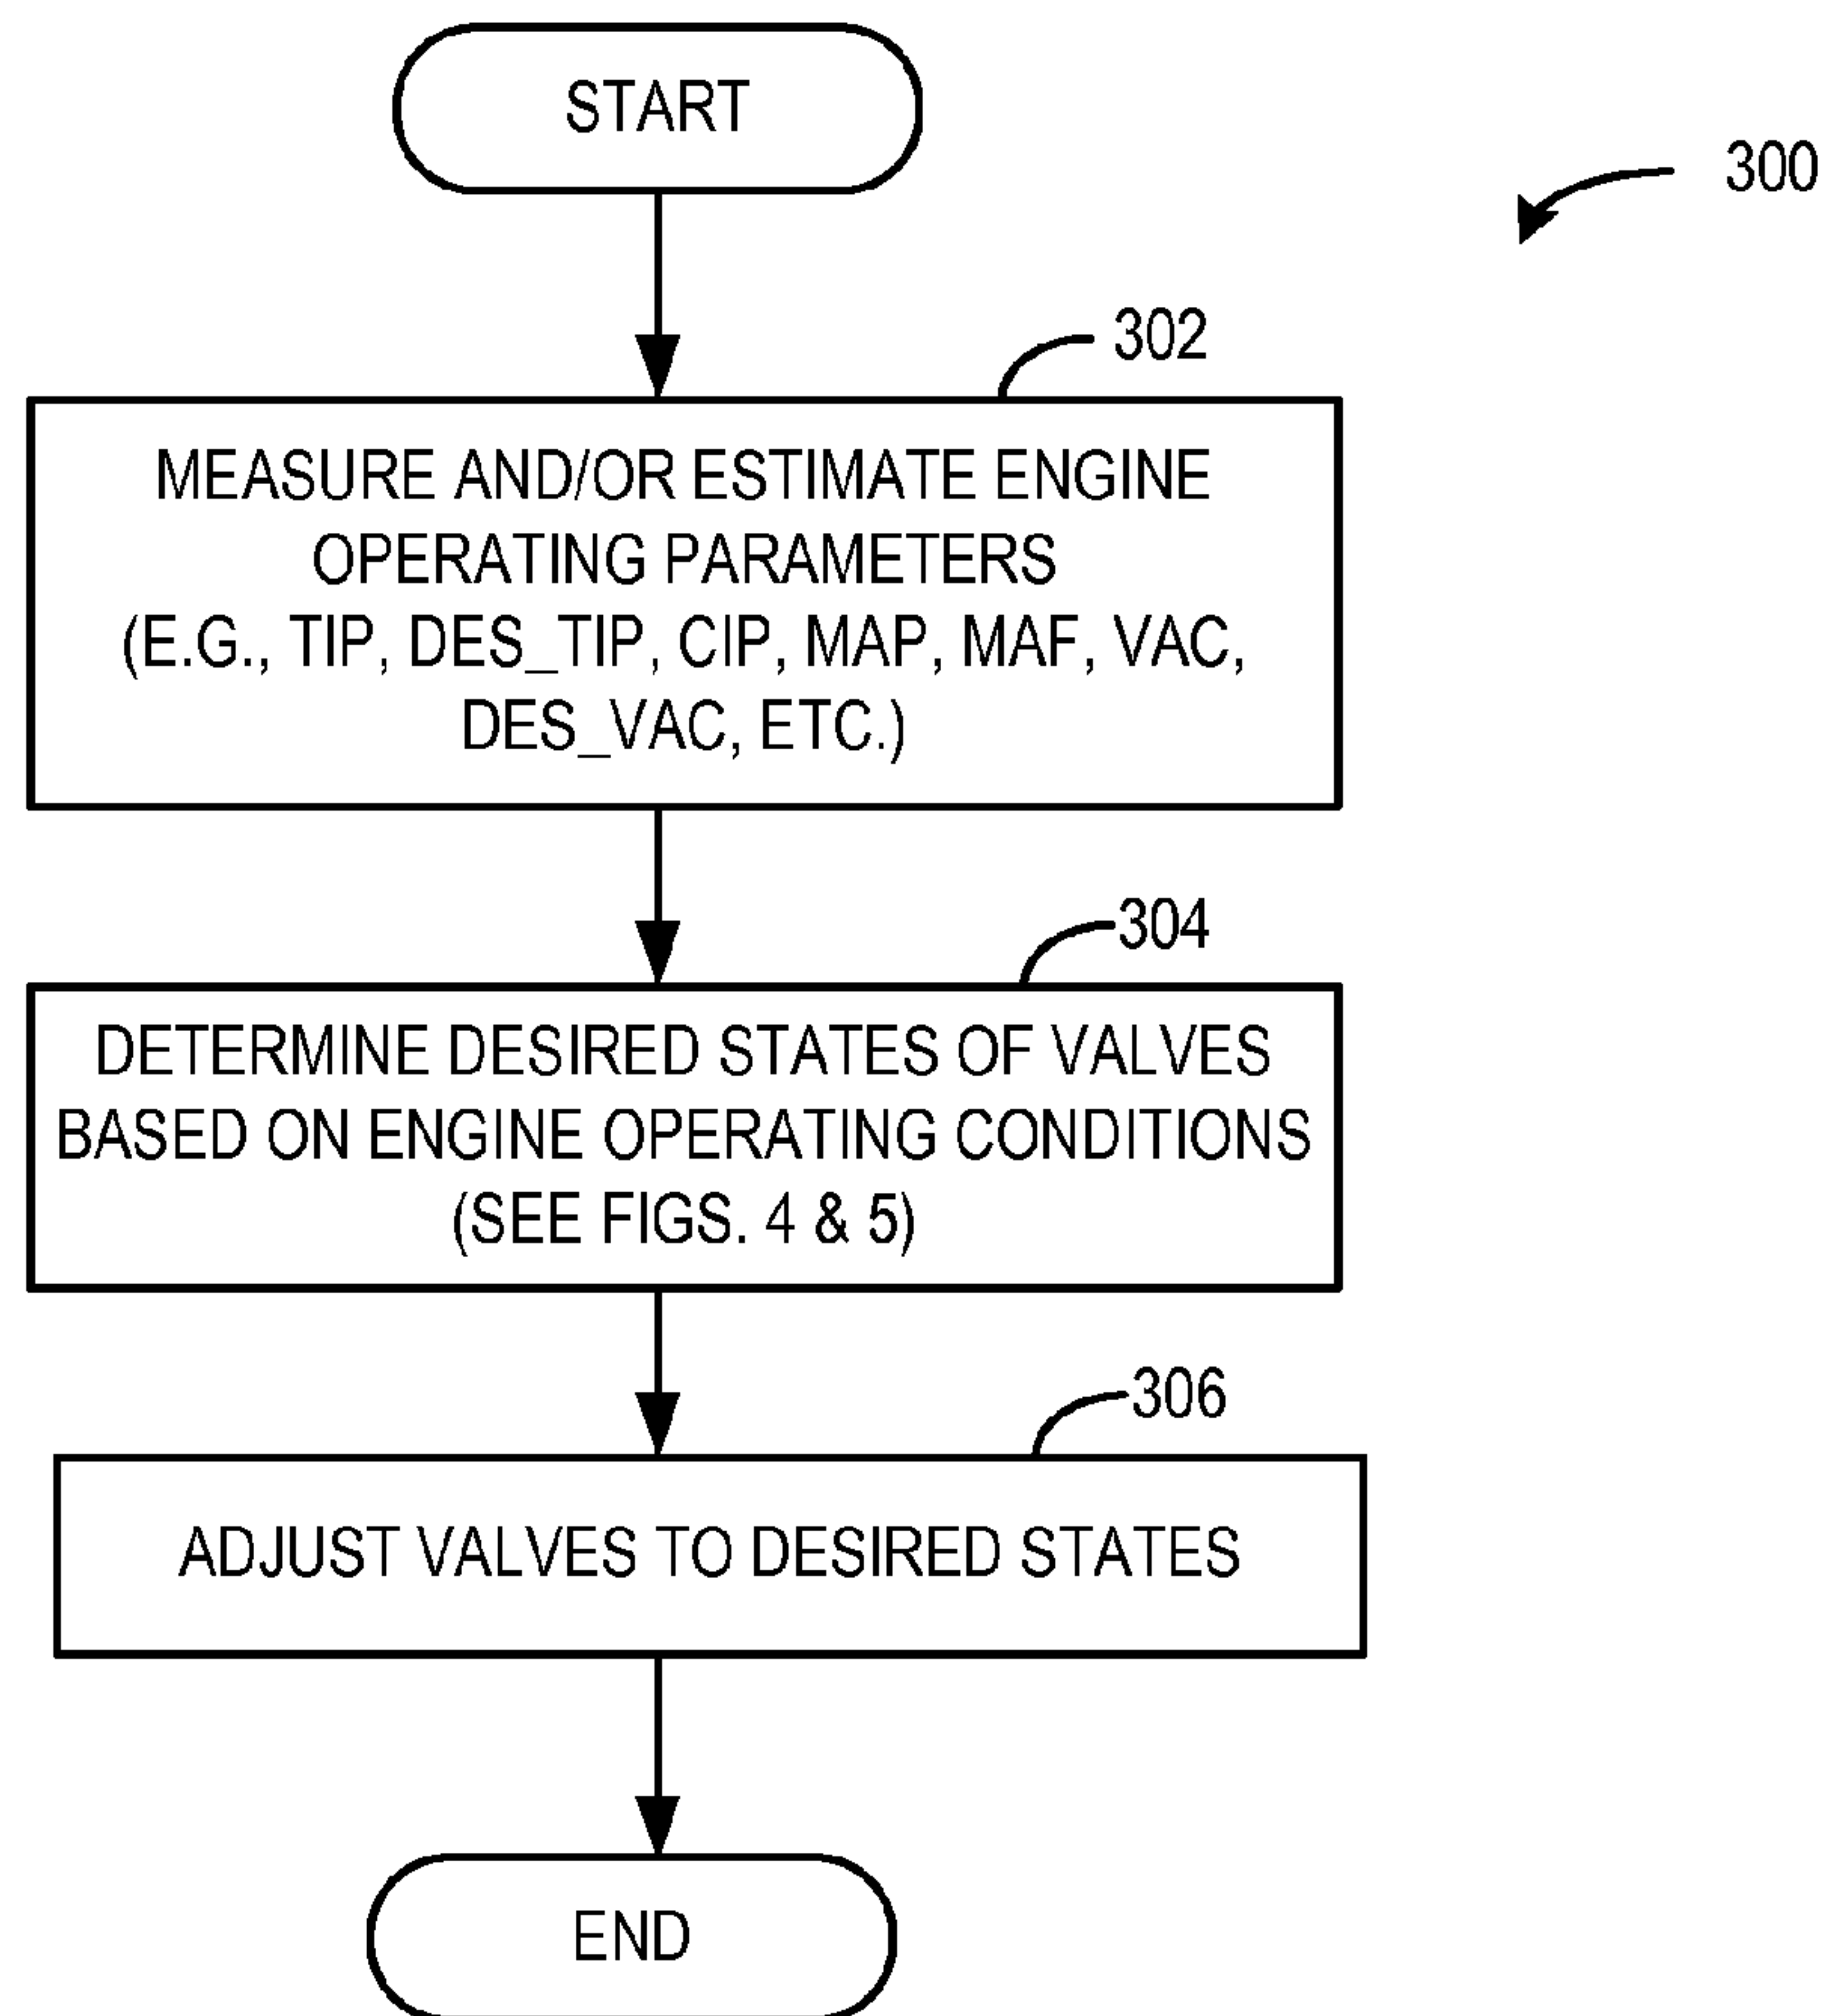 START
300
302
MEASURE AND/OR ESTIMATE ENGINE
OPERATING PARAMETERS
(E.G., TIP, DES_TIP, CIP, MAP, MAF, VAC,
DES_VAC, ETC.)
304
DETERMINE DESIRED STATES OF VALVES
BASED ON ENGINE OPERATING CONDITIONS
(SEE FIGS. 4 & 5)
306
ADJUST VALVES TO DESIRED STATES
END